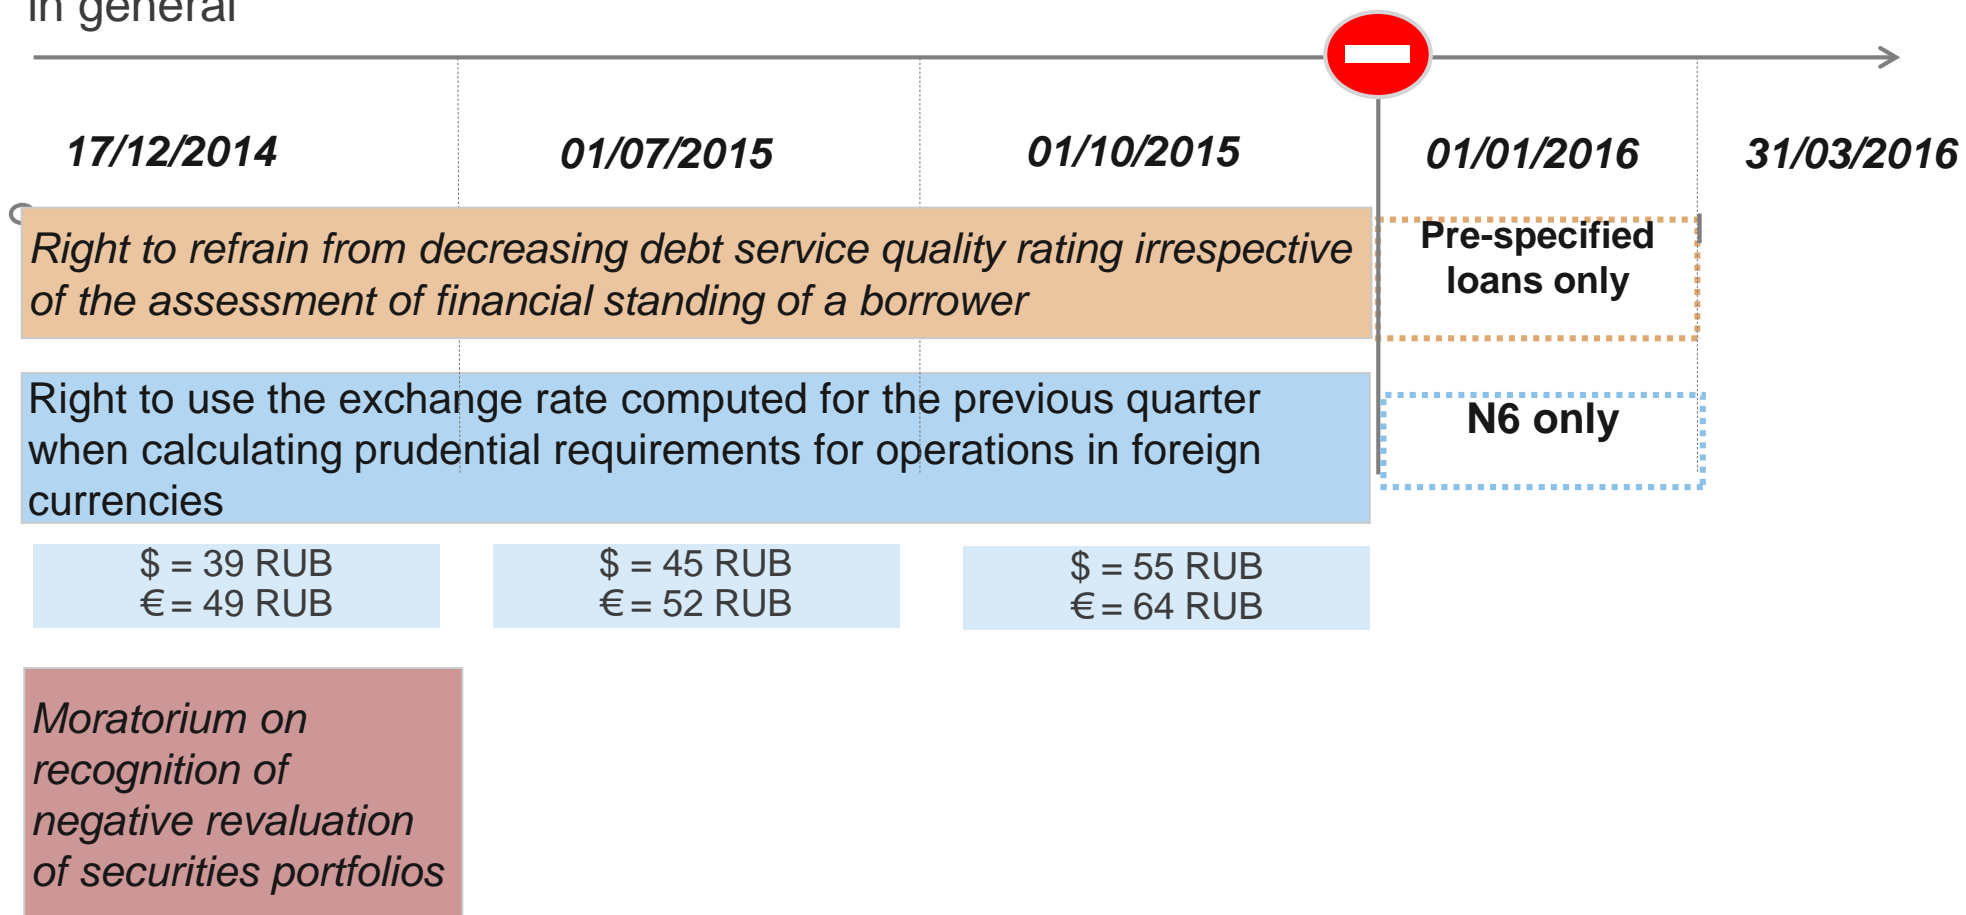 in general
17/12/2014
01/07/2015
01/10/2015
01/01/2016
31/03/2016
Right to refrain from decreasing debt service quality rating irrespective
of the assessment of financial standing of a borrower
Pre-specified
loans only
Right to use the exchange rate computed for the previous quarter
when calculating prudential requirements for operations in foreign
currencies
N6 only
$ = 39 RUB
€ = 49 RUB
$ = 45 RUB
€ = 52 RUB
$ = 55 RUB
€ = 64 RUB
Moratorium on
recognition of
negative revaluation
of securities portfolios